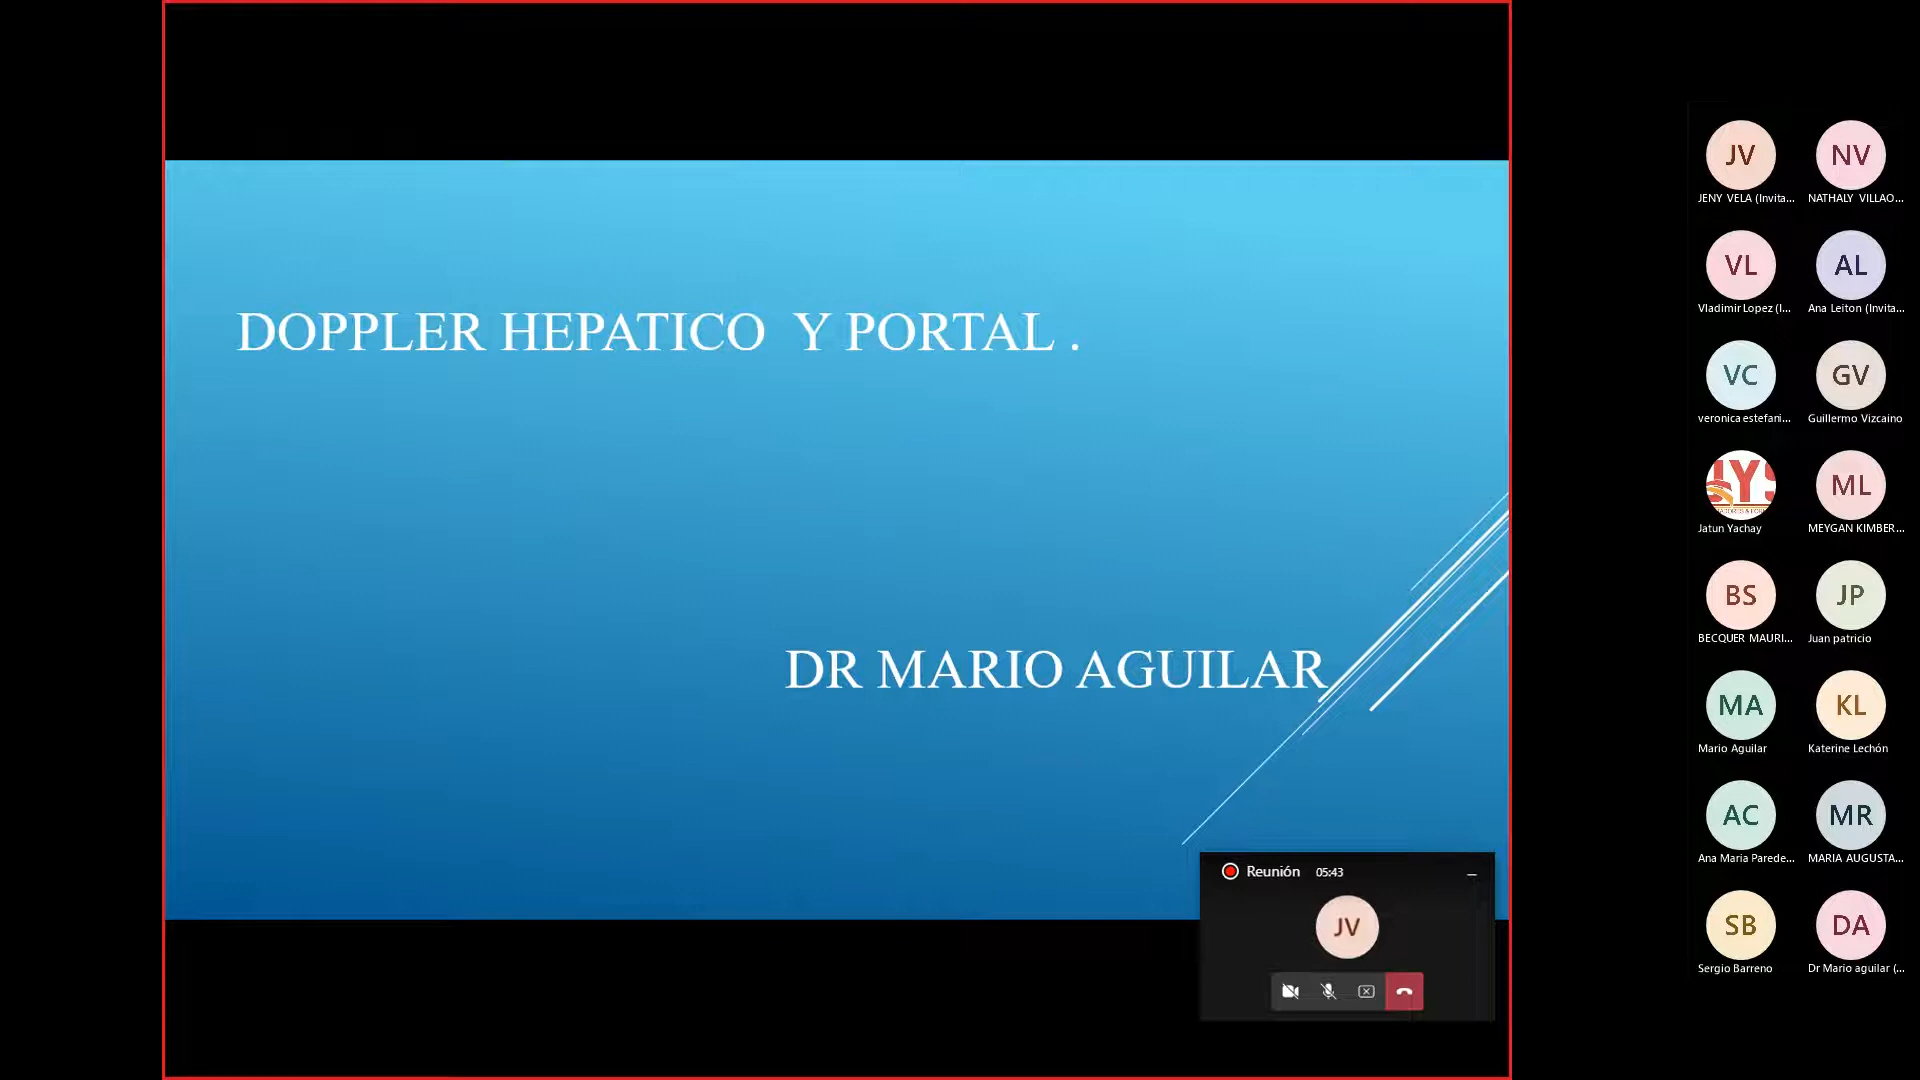 DOPPLER HEPATICO Y PORTAL .
DR MARIO AGUILAR
Reunión 05:43
JV
JV NV
JENY VELA (Invita... NATHALY VILLAO...
VL AL
Vladimir Lopez (I... Ana Leiton (Invita...
VC GV
veronica estefani... Guillermo Vizcaino
JYS ML
Jatun Yachay MEYGAN KIMBER...
BS JP
BECQUER MAURI... Juan patricio
MA KL
Mario Aguilar Katerine Lechón
AC MR
Ana Maria Parede... MARIA AUGUSTA...
SB DA
Sergio Barreno Dr Mario aguilar (...